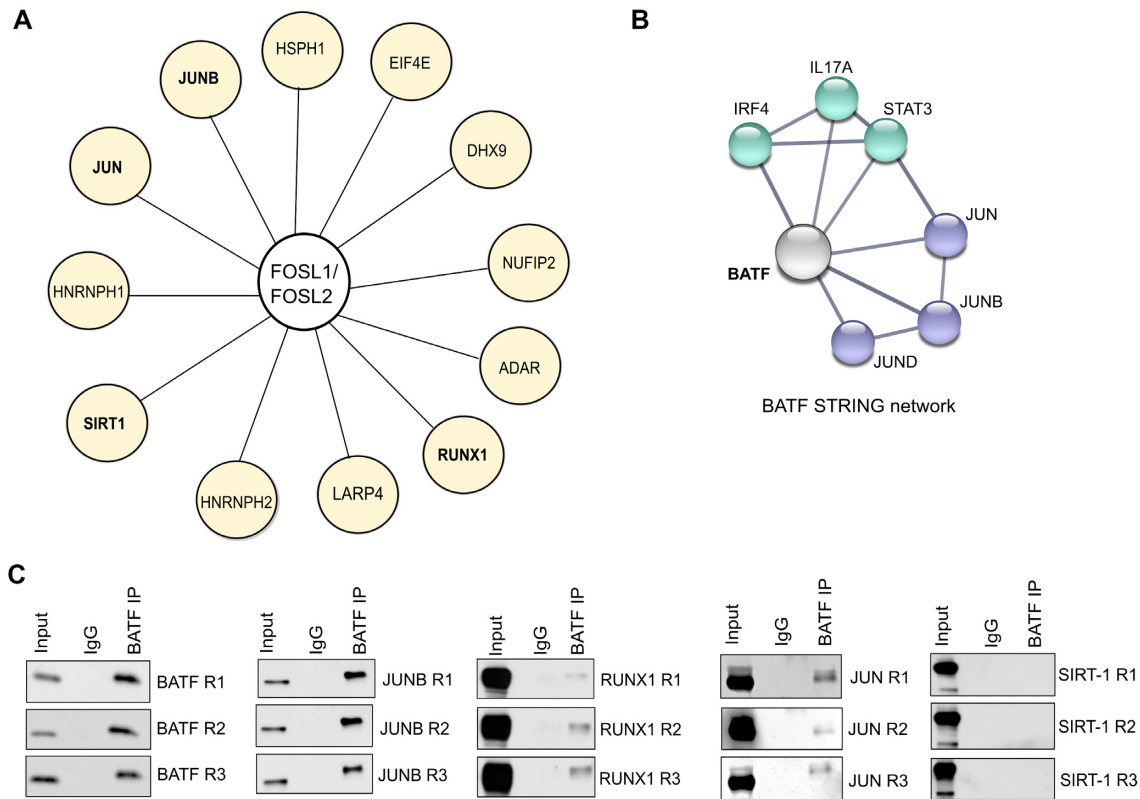 A
HSPH1
EIF4E
JUNB
DHX9
JUN
NUFIP2
FOSL1/
FOSL2
HNRNPH1
ADAR
SIRT1
RUNX1
HNRNPH2
LARP4
B
IL17A
IRF4
STAT3
JUN
BATF
JUNB
JUND
BATF STRING network
C
Input
IgG
BATF IP
BATF R1
BATF R2
BATF R3
Input
IgG
BATF IP
JUNB R1
JUNB R2
JUNB R3
Input
IgG
BATF IP
RUNX1 R1
RUNX1 R2
RUNX1 R3
Input
IgG
BATF IP
JUN R1
JUN R2
JUN R3
Input
IgG
BATF IP
SIRT-1 R1
SIRT-1 R2
SIRT-1 R3